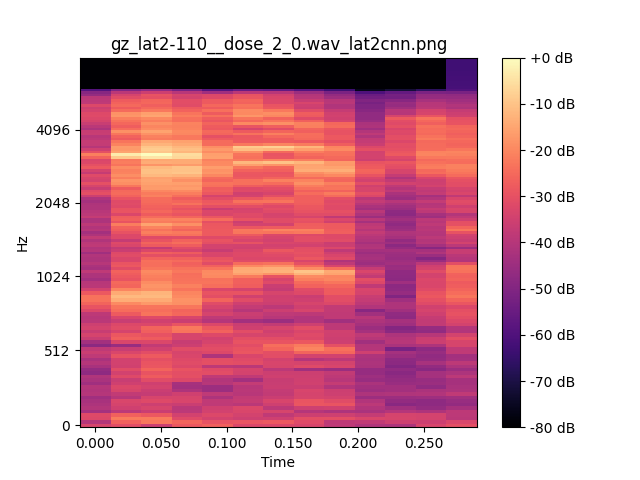 gz_lat2-110__dose_2_0.wav_lat2cnn.png
Hz
4096
2048
1024
512
0
0.000 0.050 0.100 0.150 0.200 0.250
Time
+0 dB
-10 dB
-20 dB
-30 dB
-40 dB
-50 dB
-60 dB
-70 dB
-80 dB